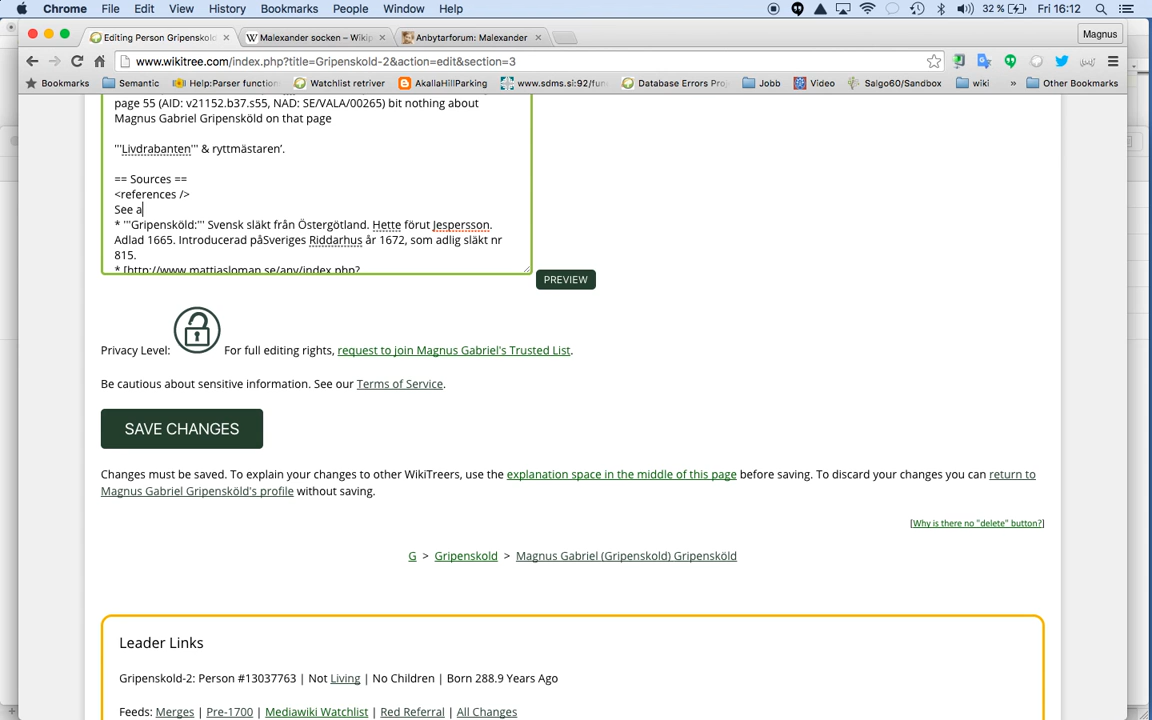 Chrome File Edit View History Bookmarks People Window Help 32 % Fri 16:12
Editing Person Gripenskol Malexander socken – Wikip Anbytarforum: Malexander Magnus
www.wikitree.com/index.php?title=Gripenskold-2&action=edit&section=3
Bookmarks Semantic Help:Parser function Watchlist retriver AkallaHillParking www.sdms.si:92/fun Database Errors Proj Jobb Video Salgo60/Sandbox wiki » Other Bookmarks
page 55 (AID: v21152.b37.s55, NAD: SE/VALA/00265) bit nothing about
Magnus Gabriel Gripensköld on that page
'''Livdrabanten''' & ryttmästaren'.
== Sources ==
<references />
See a
* '''Gripensköld:''' Svensk släkt från Östergötland. Hette förut Jespersson.
Adlad 1665. Introducerad påSveriges Riddarhus år 1672, som adlig släkt nr
815.
* [http://www.mattiasloman.se/anv/index.php?
PREVIEW
Privacy Level: For full editing rights, request to join Magnus Gabriel's Trusted List.
Be cautious about sensitive information. See our Terms of Service.
SAVE CHANGES
Changes must be saved. To explain your changes to other WikiTreers, use the explanation space in the middle of this page before saving. To discard your changes you can return to
Magnus Gabriel Gripensköld's profile without saving.
[Why is there no "delete" button?]
G > Gripenskold > Magnus Gabriel (Gripenskold) Gripensköld
Leader Links
Gripenskold-2: Person #13037763 | Not Living | No Children | Born 288.9 Years Ago
Feeds: Merges | Pre-1700 | Mediawiki Watchlist | Red Referral | All Changes